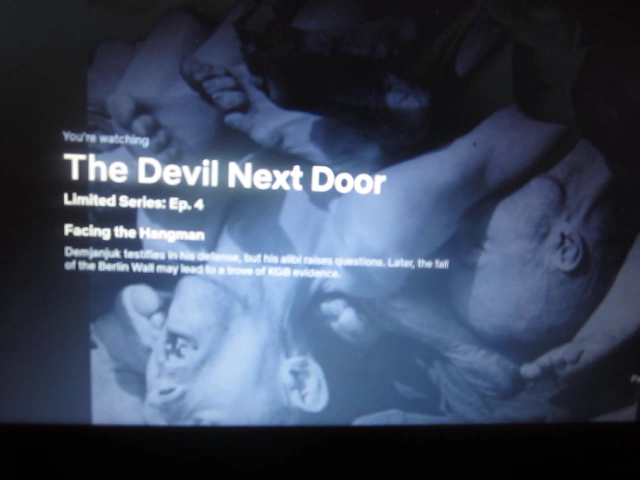 You're watching
The Devil Next Door
Limited Series: Ep. 4
Facing the Hangman
Demjanjuk testifies in his defense, but his alibi raises questions. Later, the fall
of the Berlin Wall may lead to a trove of KGB evidence.